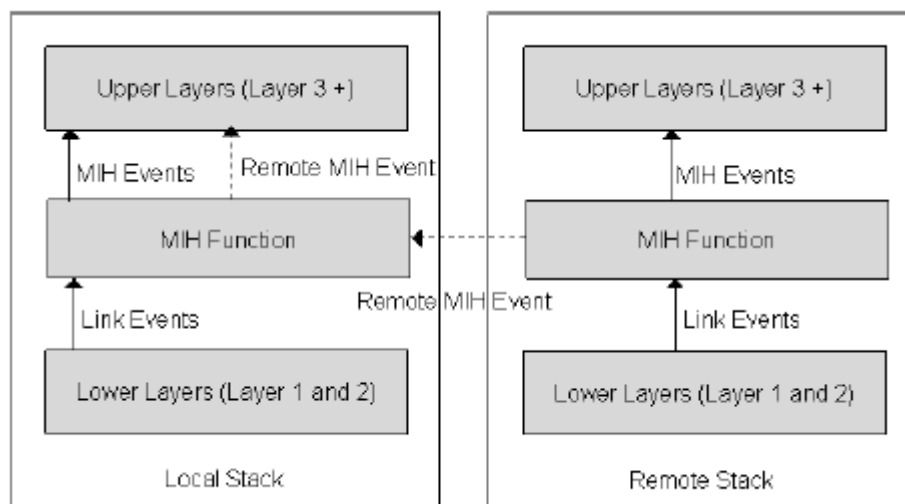 Upper Layers (Layer 3 +)
MIH Events
Remote MIH Event
MIH Function
Link Events
Lower Layers (Layer 1 and 2)
Local Stack
Remote MIH Event
Upper Layers (Layer 3 +)
MIH Events
MIH Function
Link Events
Lower Layers (Layer 1 and 2)
Remote Stack